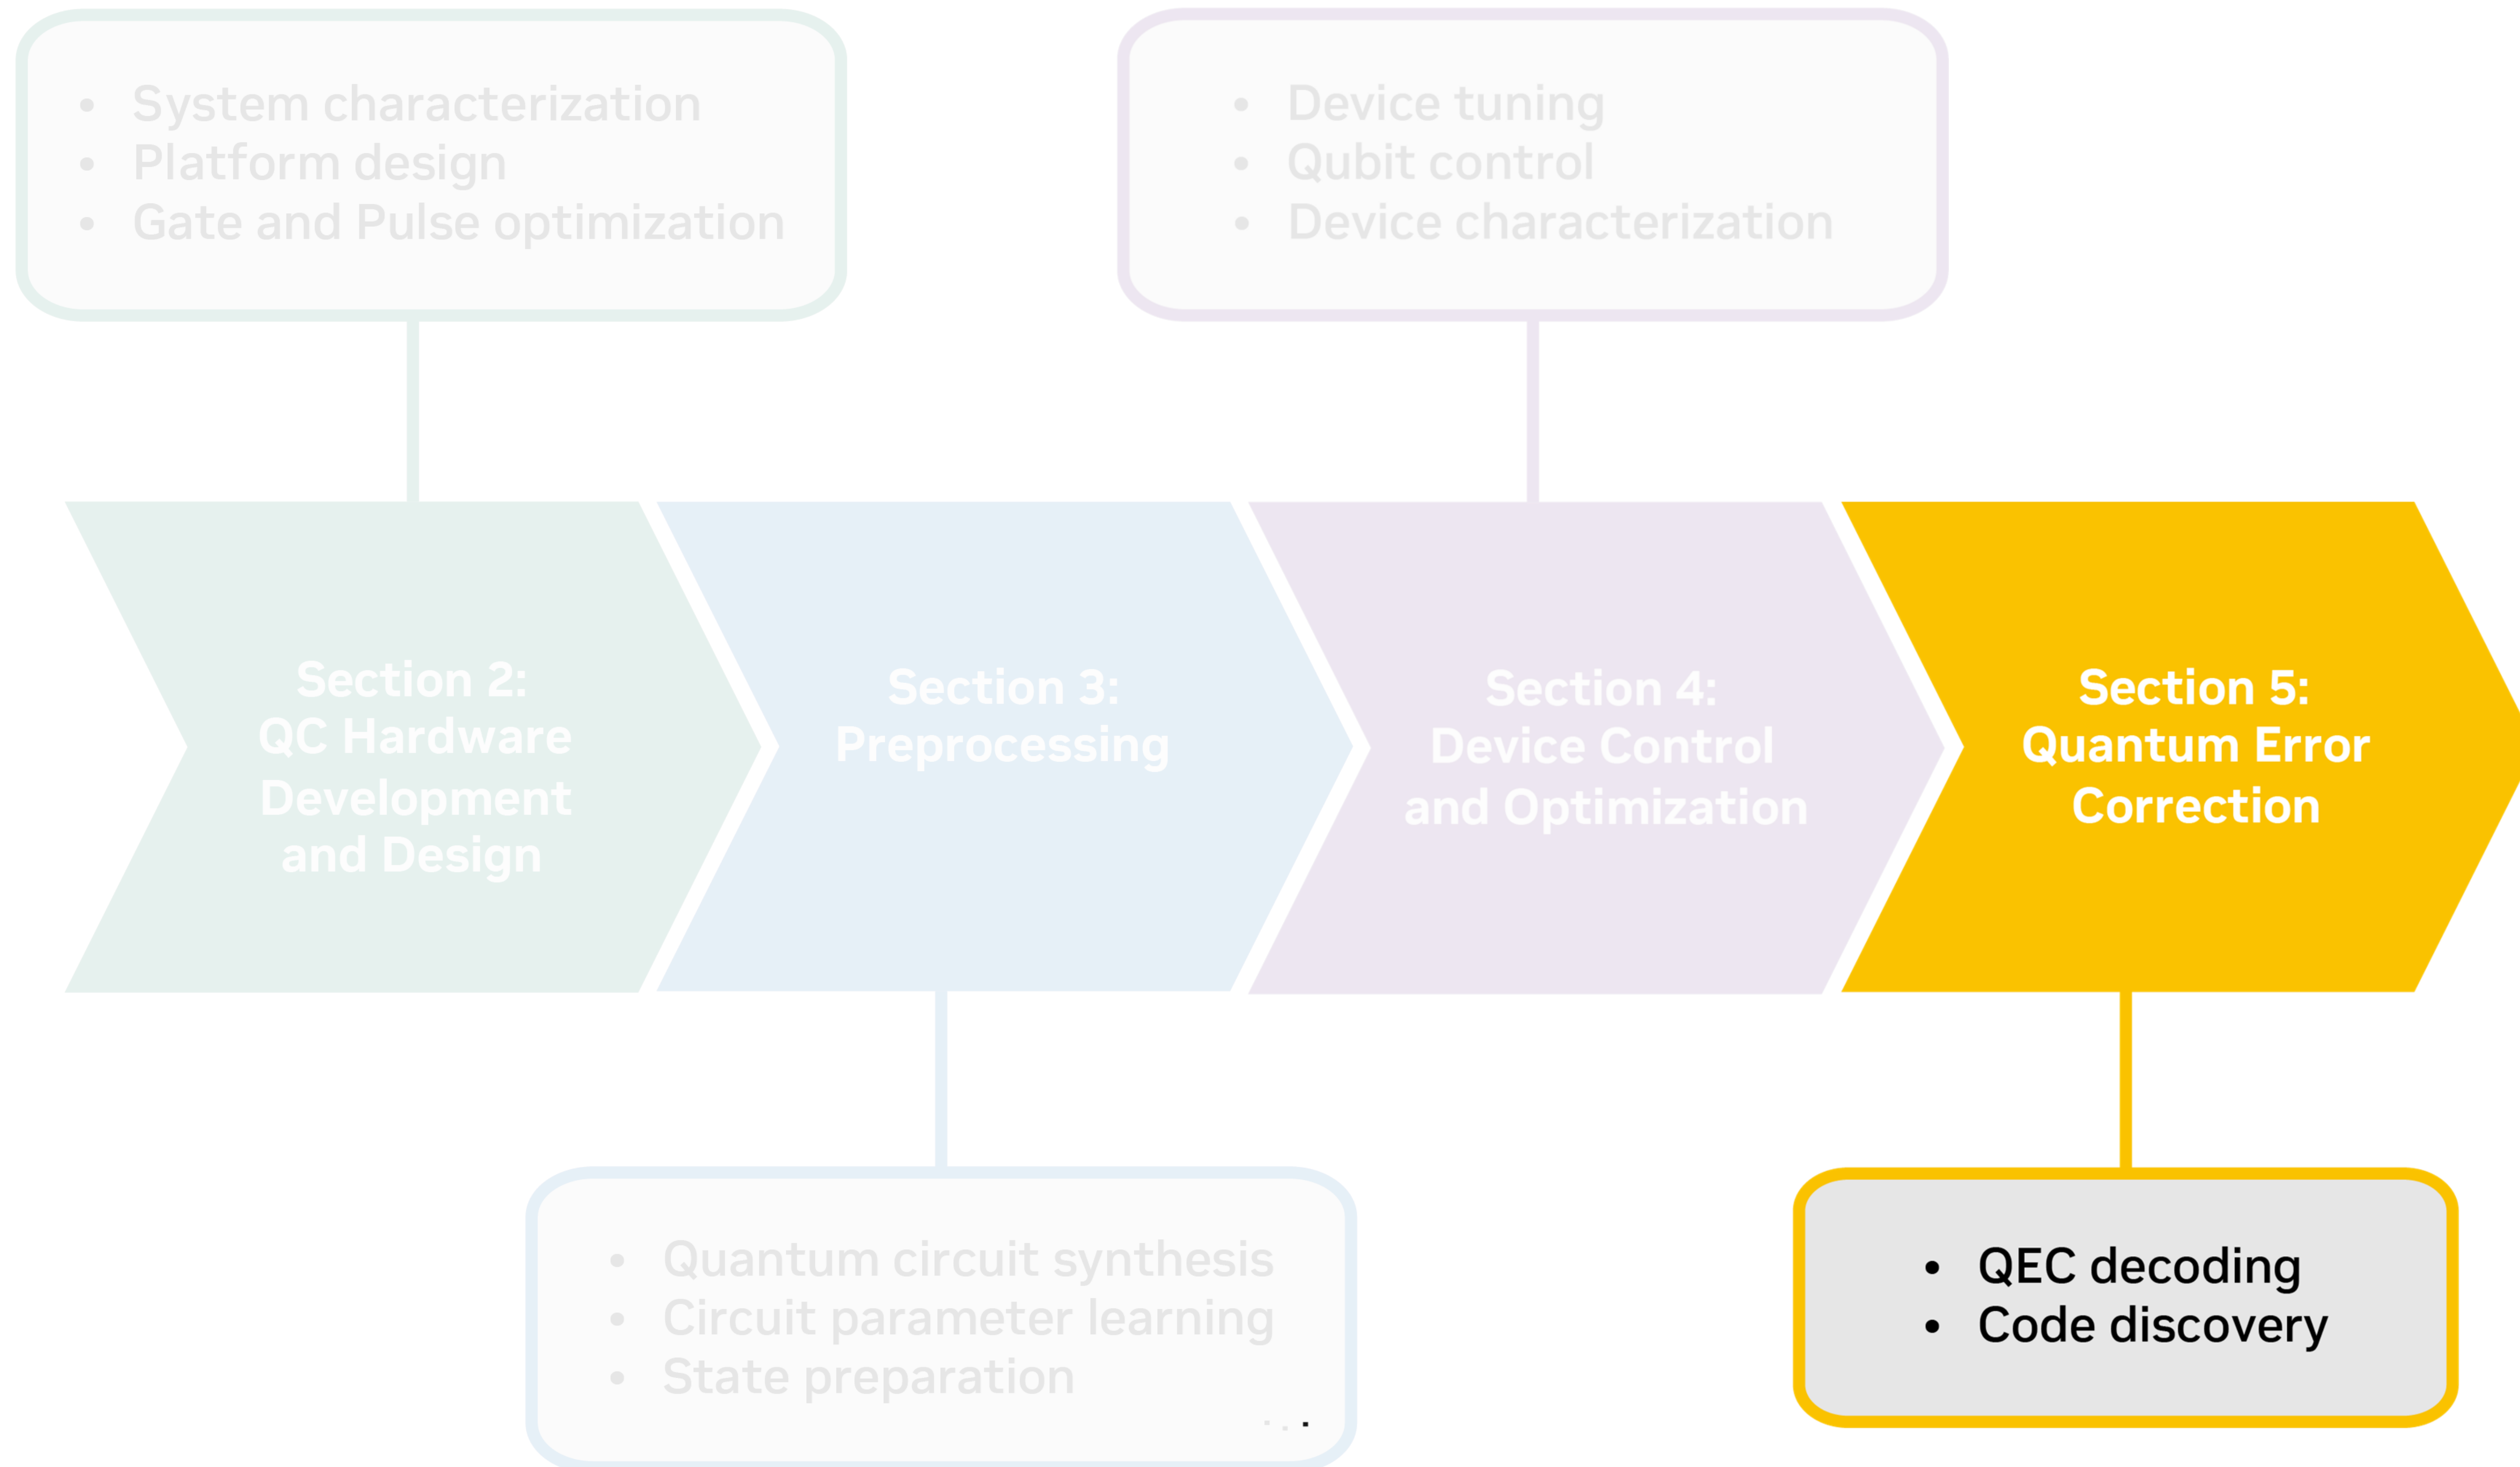 • System characterization
• Platform design
• Gate and Pulse optimization
• Device tuning
• Qubit control
• Device characterization
Section 2:
QC Hardware
Development
and Design
Section 3:
Preprocessing
Section 4:
Device Control
and Optimization
Section 5:
Quantum Error
Correction
• Quantum circuit synthesis
• Circuit parameter learning
• State preparation
• QEC decoding
• Code discovery